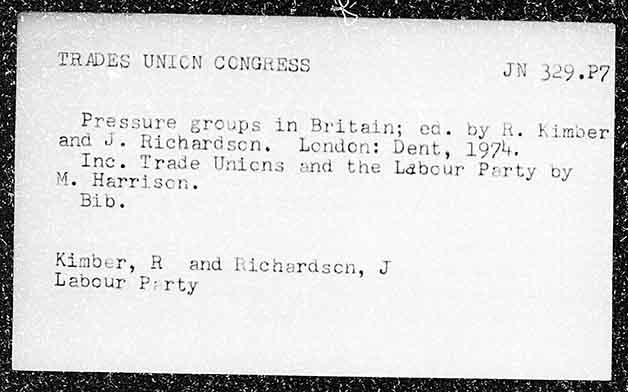 TRADES UNION CONGRESS
JN 329.P7
Pressure groups in Britain; ed. by R. Kimber
and J. Richardson. London: Dent, 1974.
Inc. Trade Unions and the Labour Party by
M. Harrison.
Bib.
Kimber, R and Richardson, J
Labour Party